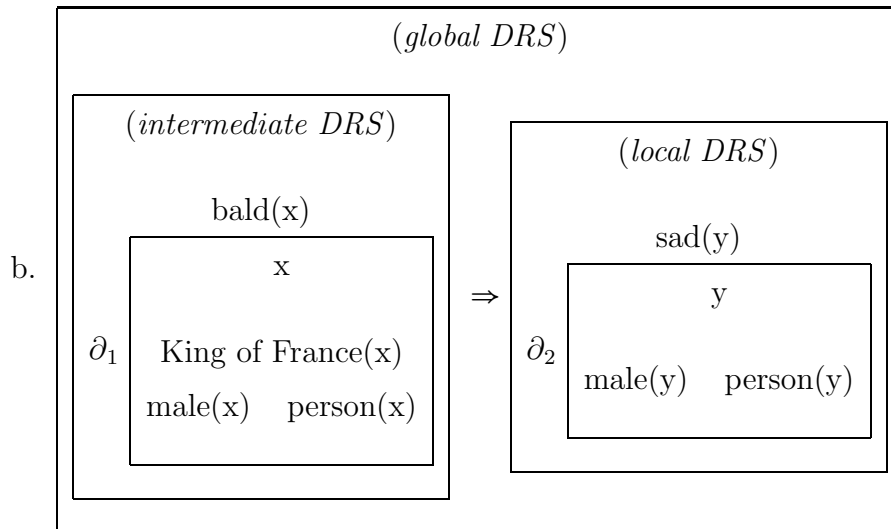 b.
(global DRS)
(intermediate DRS)
bald(x)
∂₁
x
King of France(x)
male(x) person(x)
⇒
(local DRS)
sad(y)
∂₂
y
male(y) person(y)